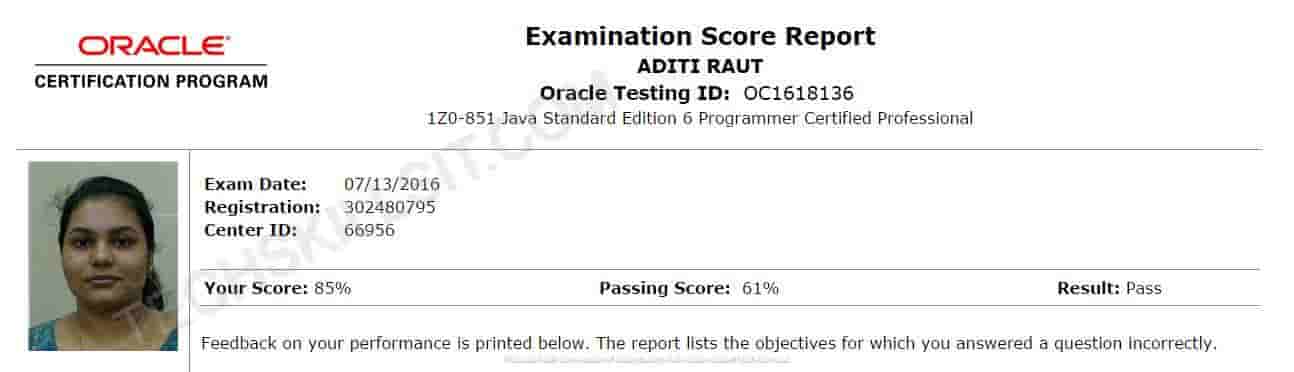 ORACLE®
CERTIFICATION PROGRAM
Examination Score Report
ADITI RAUT
Oracle Testing ID: OC1618136
1Z0-851 Java Standard Edition 6 Programmer Certified Professional
Exam Date: 07/13/2016
Registration: 302480795
Center ID: 66956
Your Score: 85% Passing Score: 61% Result: Pass
Feedback on your performance is printed below. The report lists the objectives for which you answered a question incorrectly.